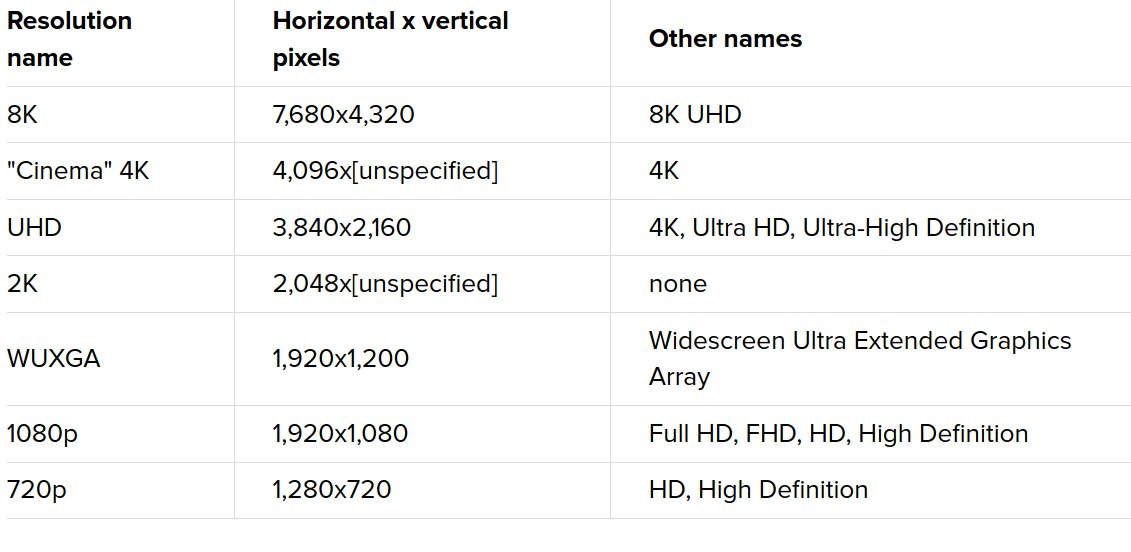 Resolution name
Horizontal x vertical pixels
Other names
8K 7,680x4,320 8K UHD
"Cinema" 4K 4,096x[unspecified] 4K
UHD 3,840x2,160 4K, Ultra HD, Ultra-High Definition
2K 2,048x[unspecified] none
WUXGA 1,920x1,200 Widescreen Ultra Extended Graphics
Array
1080p 1,920x1,080 Full HD, FHD, HD, High Definition
720p 1,280x720 HD, High Definition